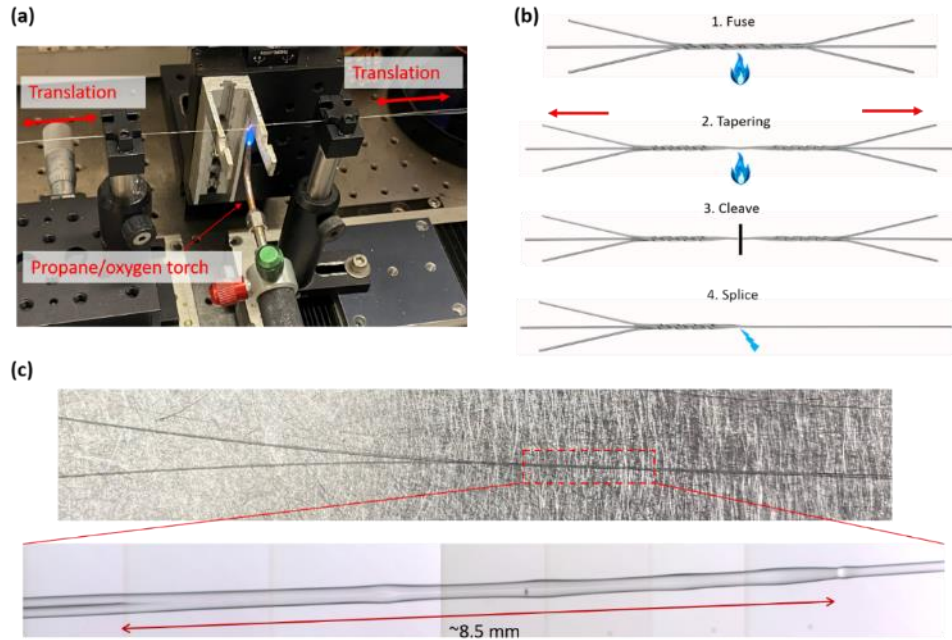 (a)
Translation
Translation
Propane/oxygen torch
(b)
1. Fuse
2. Tapering
3. Cleave
4. Splice
(c)
~8.5 mm